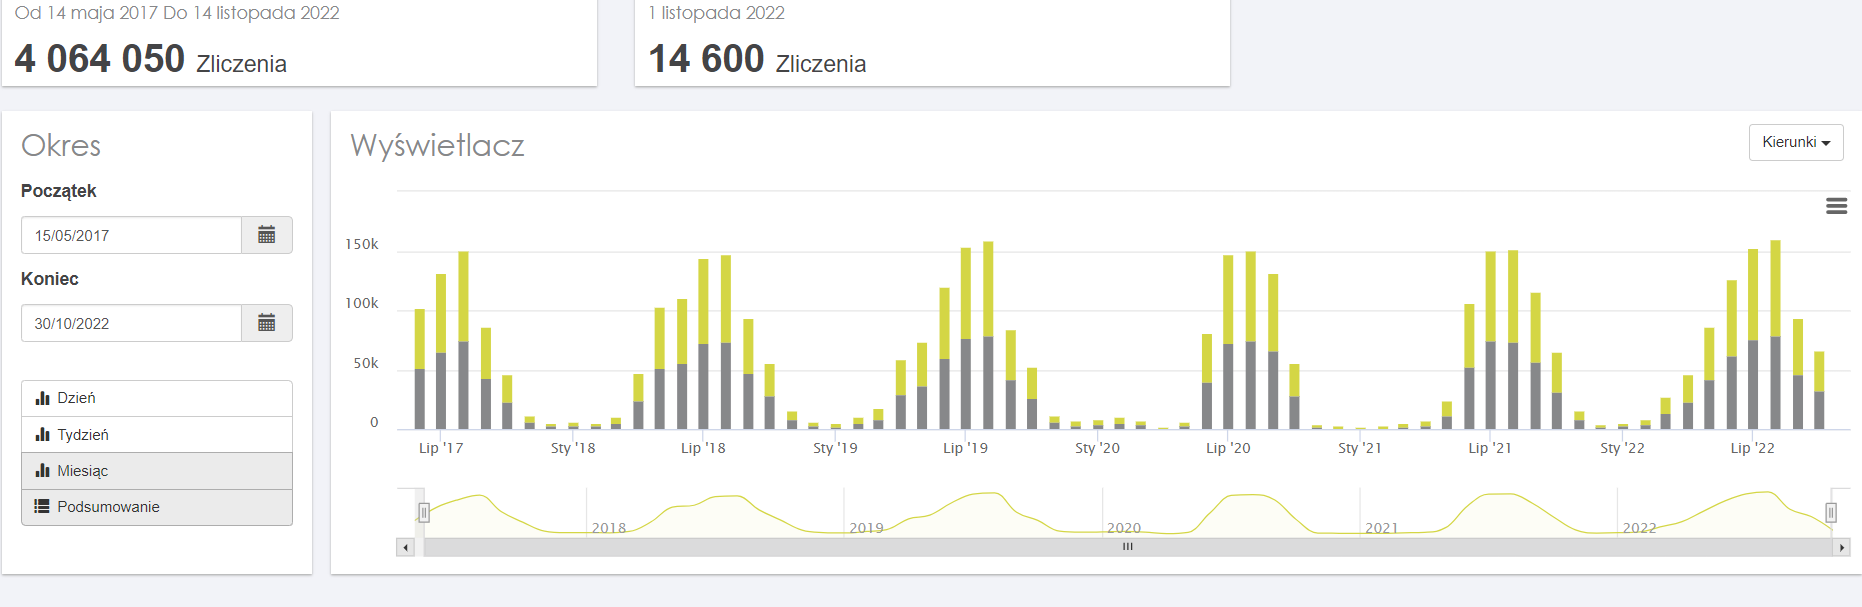 Od 14 maja 2017 Do 14 listopada 2022
4 064 050 Zliczenia
1 listopada 2022
14 600 Zliczenia
Okres
Początek
15/05/2017
Koniec
30/10/2022
Dzień
Tydzień
Miesiąc
Podsumowanie
Wyświetlacz
Kierunki
150k
100k
50k
0
Lip '17 Sty '18 Lip '18 Sty '19 Lip '19 Sty '20 Lip '20 Sty '21 Lip '21 Sty '22 Lip '22
2018 2019 2020 2021 2022